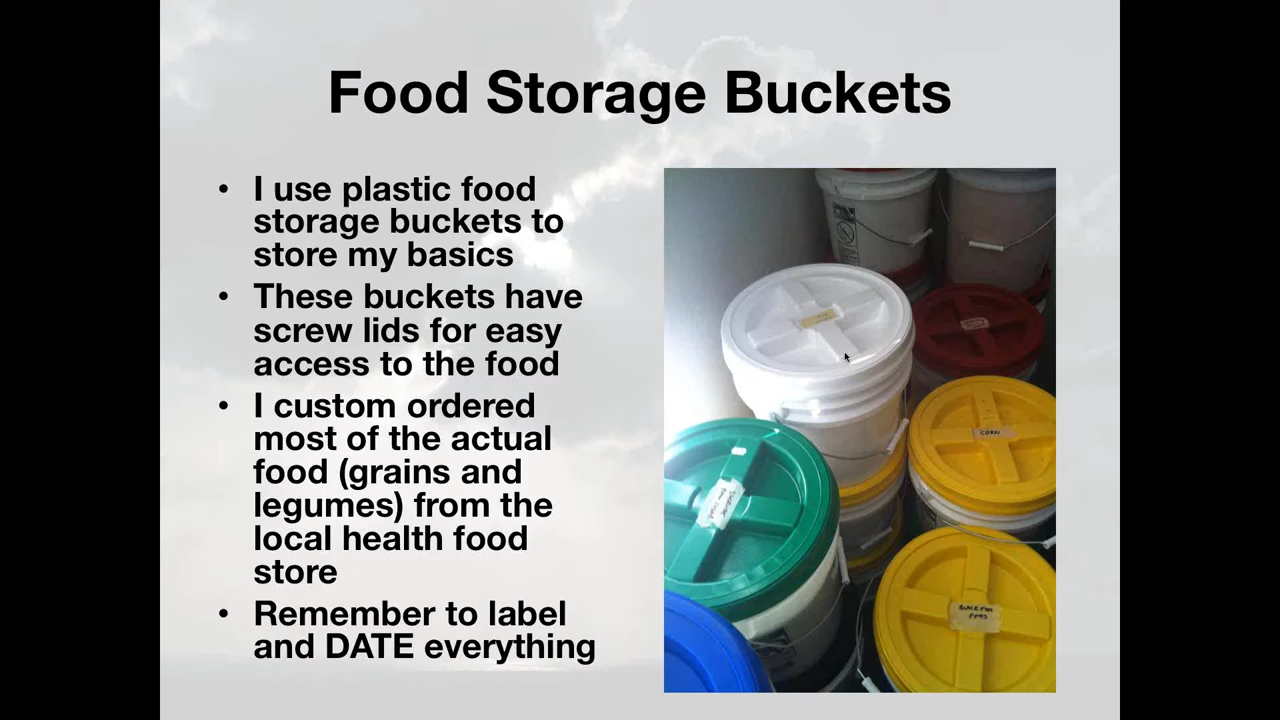 Food Storage Buckets
• I use plastic food
storage buckets to
store my basics
• These buckets have
screw lids for easy
access to the food
• I custom ordered
most of the actual
food (grains and
legumes) from the
local health food
store
• Remember to label
and DATE everything
CORN
PEAS